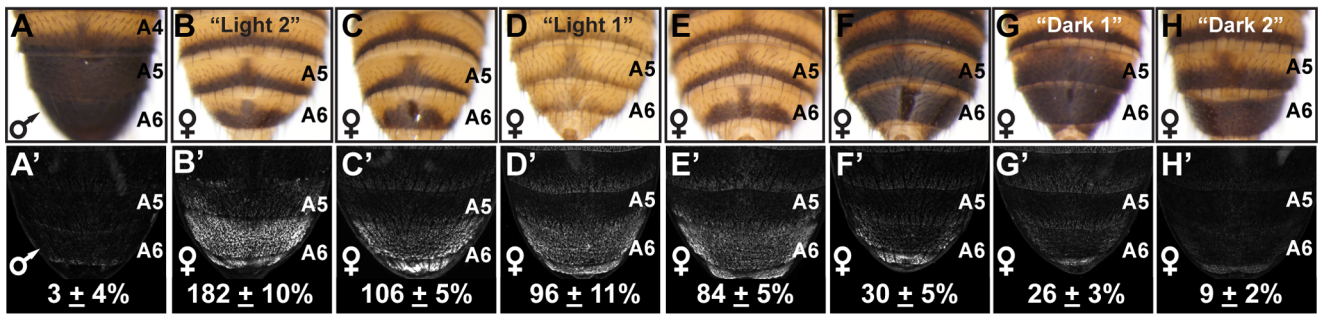 A
A4
A5
A6
♂
B
“Light 2”
A5
A6
♀
C
A5
A6
♀
D
“Light 1”
A5
A6
♀
E
A5
A6
♀
F
A5
A6
♀
G
“Dark 1”
A5
A6
♀
H
“Dark 2”
A5
A6
♀
A’
A5
A6
♂
3 ± 4%
B’
A5
A6
♀
182 ± 10%
C’
A5
A6
♀
106 ± 5%
D’
A5
A6
♀
96 ± 11%
E’
A5
A6
♀
84 ± 5%
F’
A5
A6
♀
30 ± 5%
G’
A5
A6
♀
26 ± 3%
H’
A5
A6
♀
9 ± 2%